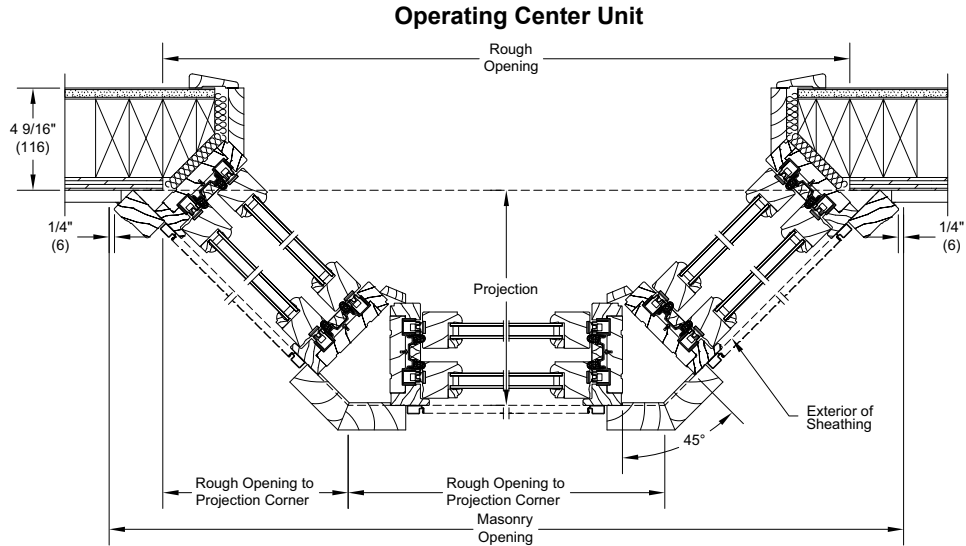 Operating Center Unit
Rough
Opening
4 9/16"
(116)
1/4"
(6)
1/4"
(6)
Projection
Exterior of
Sheathing
45°
Rough Opening to
Projection Corner
Rough Opening to
Projection Corner
Masonry
Opening